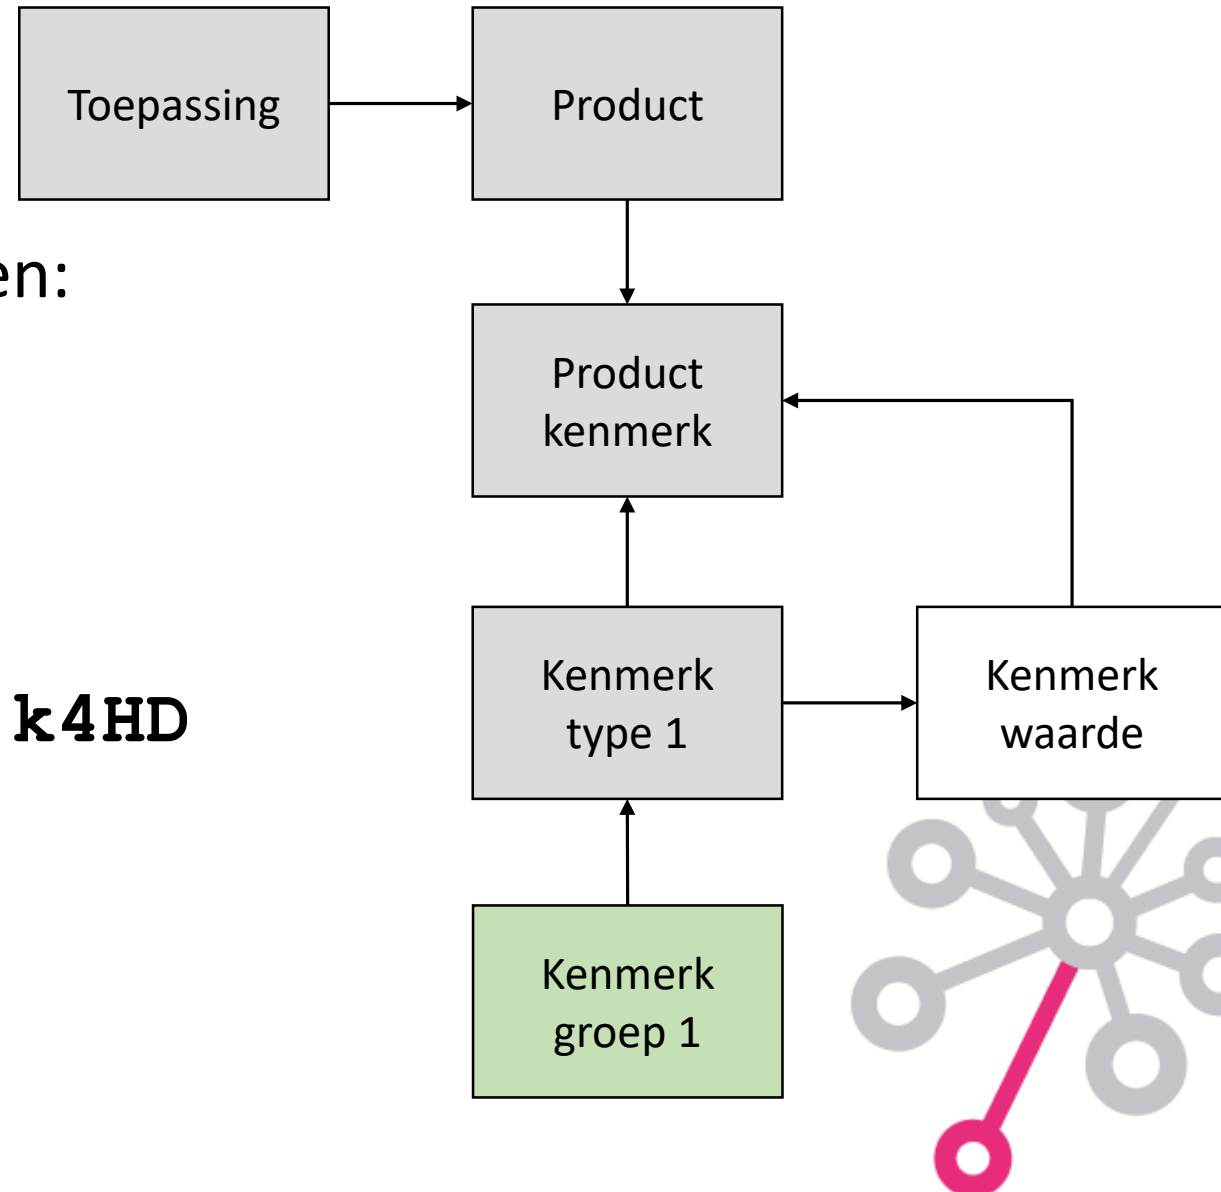 Toepassing
Product
en:
Product
kenmerk
Kenmerk
type 1
Kenmerk
waarde
k4HD
Kenmerk
groep 1